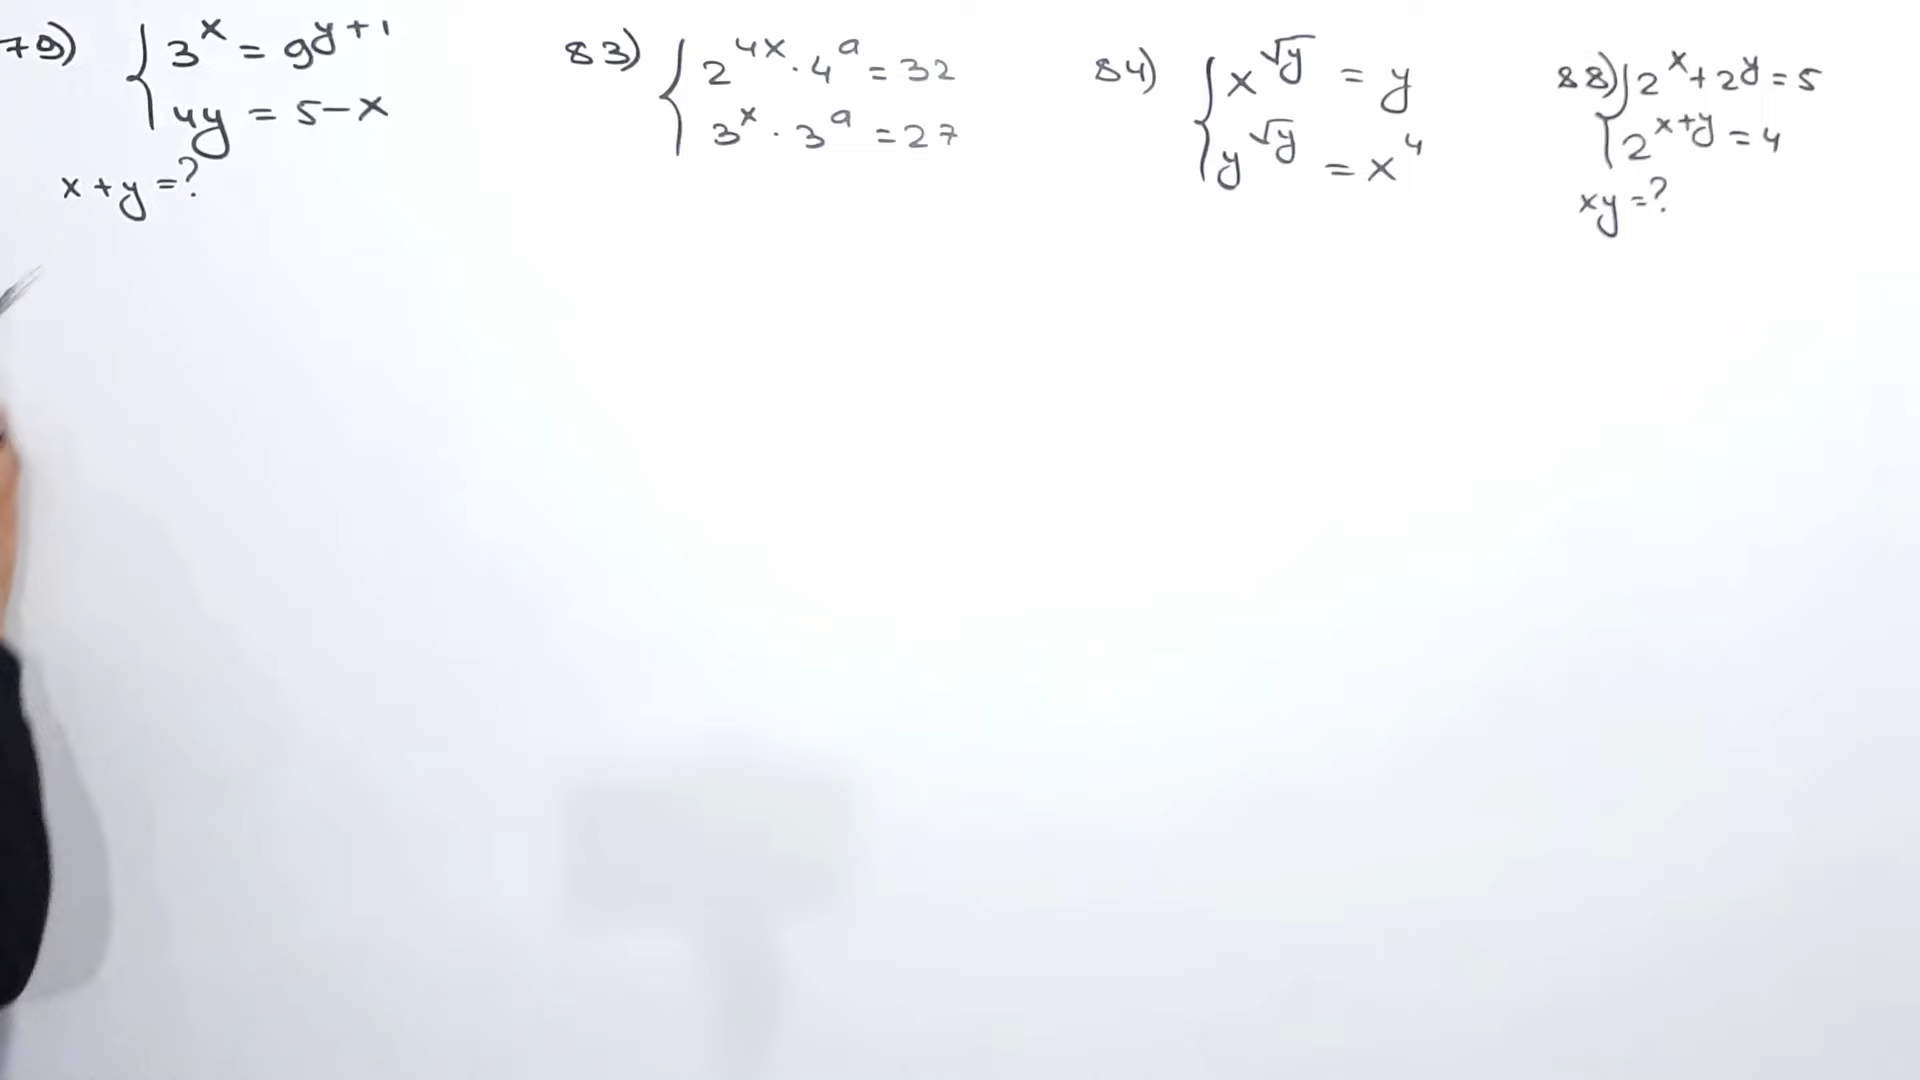 79) { 3^x = 9^{y+1}
4y = 5 - x
x + y = ?
83) { 2^{4x} · 4^a = 32
3^x · 3^a = 27
84) { x^{√y} = y
y^{√y} = x^4
88) { 2^x + 2^y = 5
2^{x+y} = 4
xy = ?